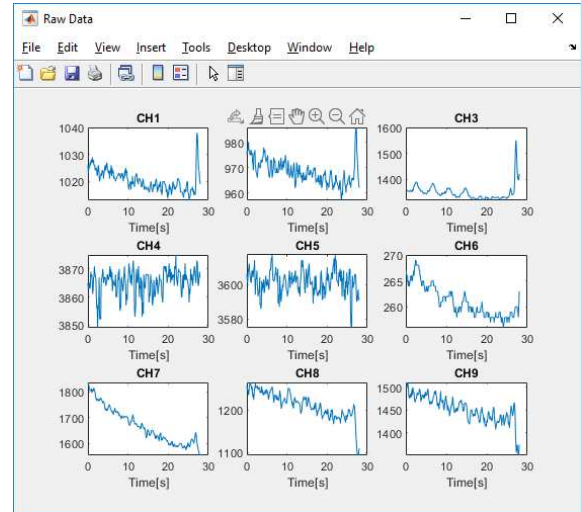 Raw Data
File Edit View Insert Tools Desktop Window Help
CH1
1040
1030
1020
0 10 20 30
Time[s]
980
970
960
0 10 20 30
Time[s]
CH3
1600
1400
0 10 20 30
Time[s]
CH4
3870
3860
3850
0 10 20 30
Time[s]
CH5
3600
3580
0 10 20 30
Time[s]
CH6
270
265
260
0 10 20 30
Time[s]
CH7
1800
1700
1600
0 10 20 30
Time[s]
CH8
1200
1100
0 10 20 30
Time[s]
CH9
1500
1450
1400
0 10 20 30
Time[s]